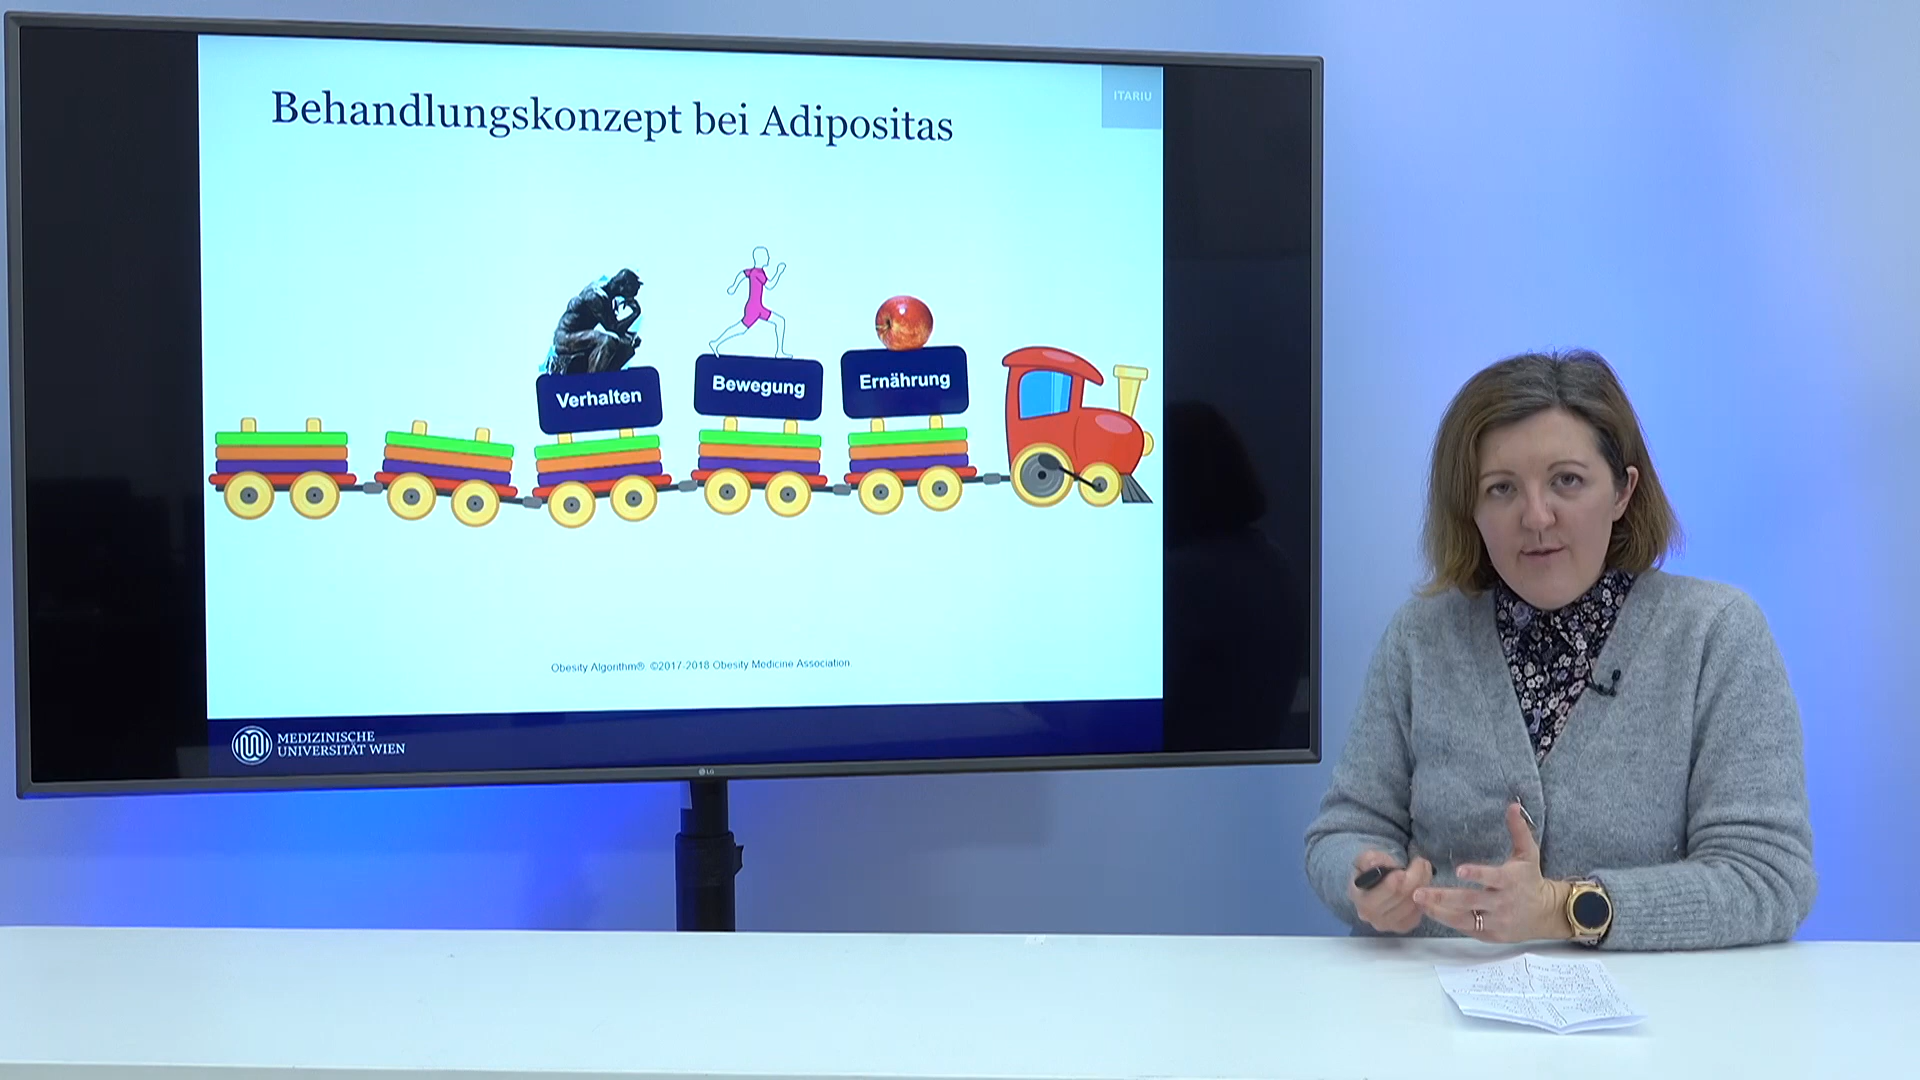 Behandlungskonzept bei Adipositas
ITARIU
Verhalten
Bewegung
Ernährung
Obesity Algorithm® ©2017-2018 Obesity Medicine Association
MEDIZINISCHE
UNIVERSITÄT WIEN
LG